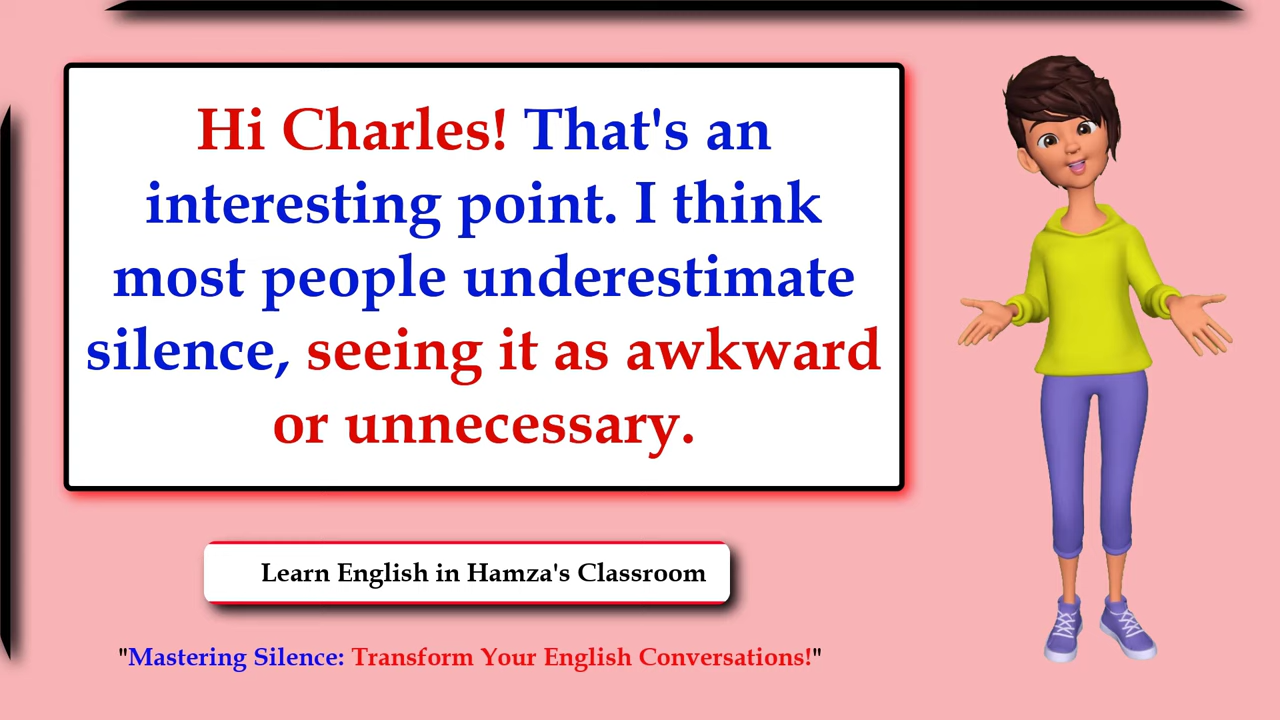 Hi Charles! That's an
interesting point. I think
most people underestimate
silence, seeing it as awkward
or unnecessary.
Learn English in Hamza's Classroom
"Mastering Silence: Transform Your English Conversations!"